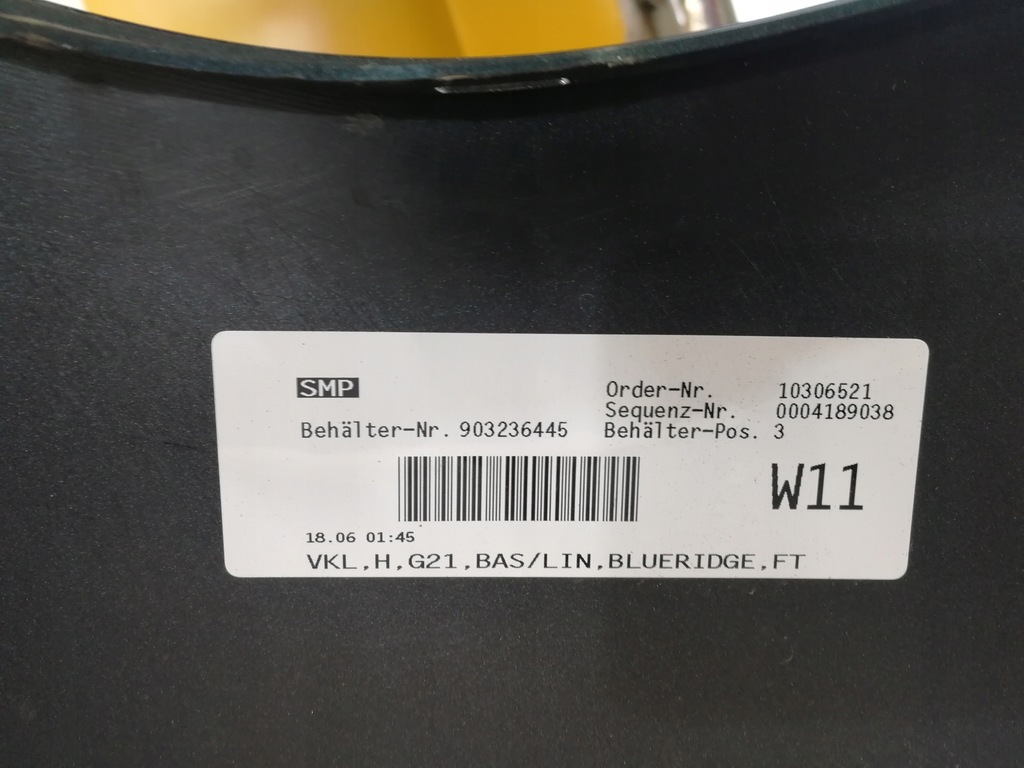 SMP
Order-Nr. 10306521
Sequenz-Nr. 0004189038
Behälter-Nr. 903236445 Behälter-Pos. 3
W11
18.06 01:45
VKL,H,G21,BAS/LIN,BLUERIDGE,FT